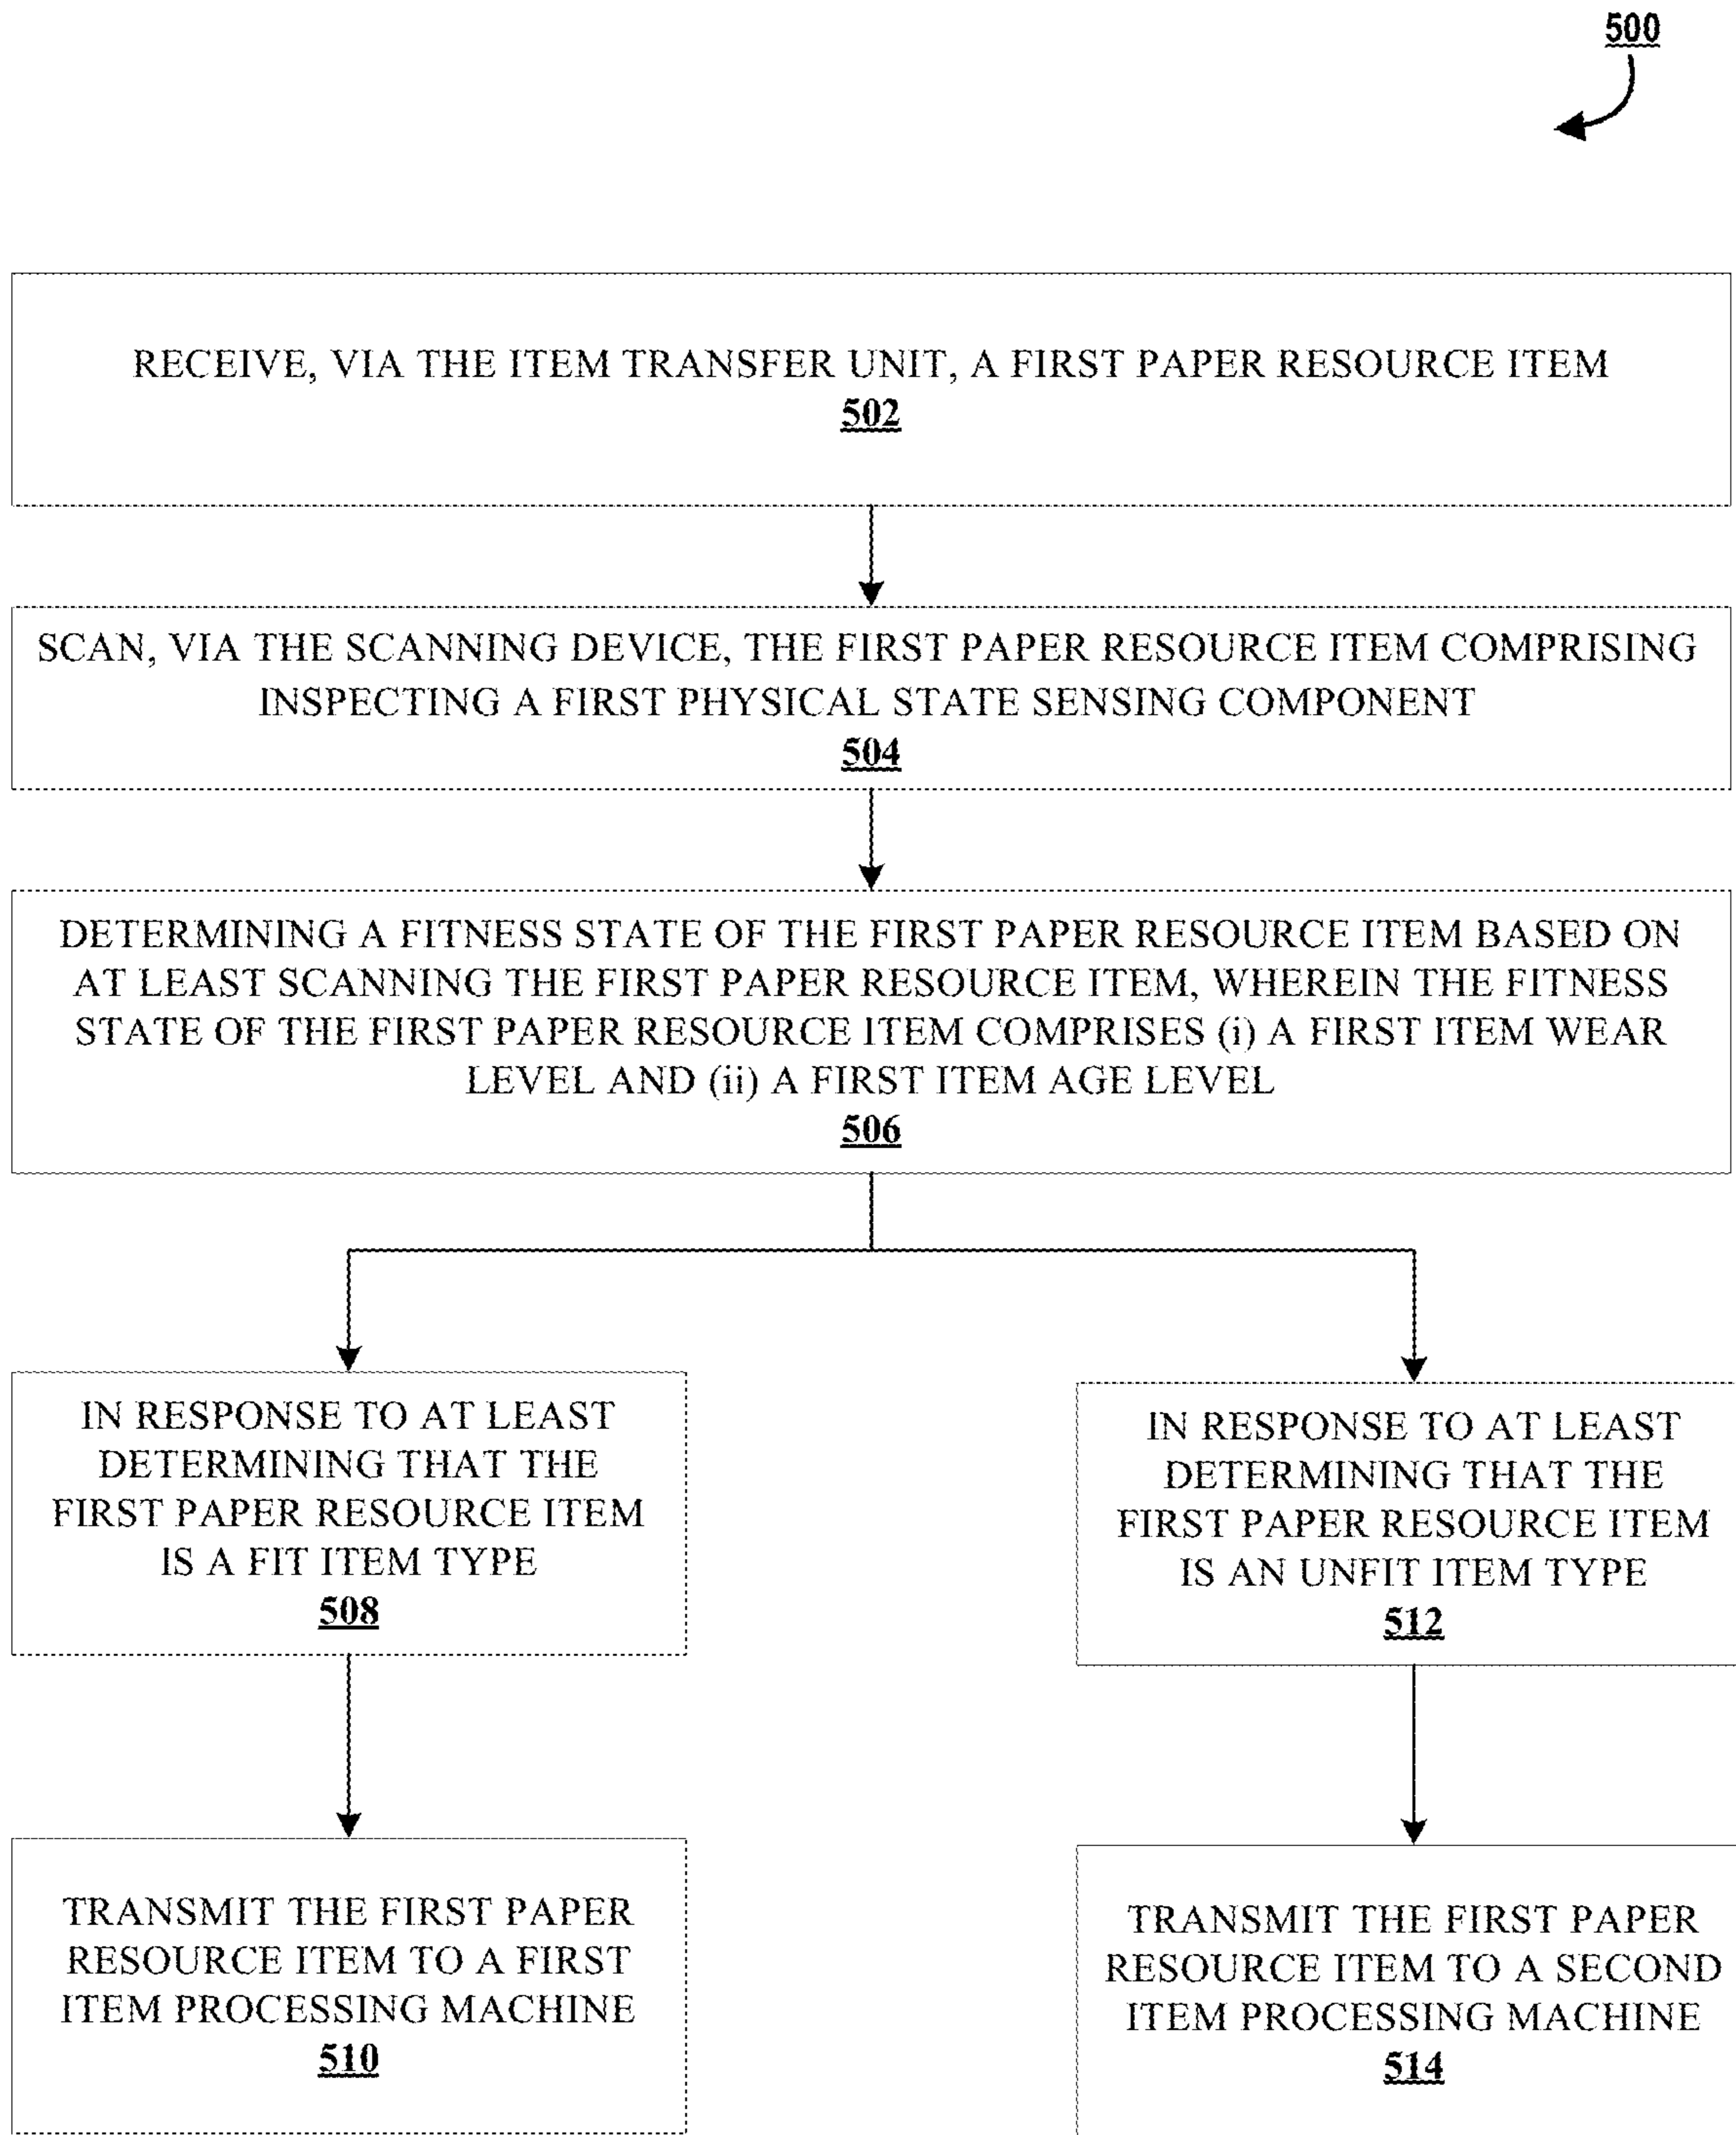 500
RECEIVE, VIA THE ITEM TRANSFER UNIT, A FIRST PAPER RESOURCE ITEM
502
SCAN, VIA THE SCANNING DEVICE, THE FIRST PAPER RESOURCE ITEM COMPRISING
INSPECTING A FIRST PHYSICAL STATE SENSING COMPONENT
504
DETERMINING A FITNESS STATE OF THE FIRST PAPER RESOURCE ITEM BASED ON
AT LEAST SCANNING THE FIRST PAPER RESOURCE ITEM, WHEREIN THE FITNESS
STATE OF THE FIRST PAPER RESOURCE ITEM COMPRISES (i) A FIRST ITEM WEAR
LEVEL AND (ii) A FIRST ITEM AGE LEVEL
506
IN RESPONSE TO AT LEAST
DETERMINING THAT THE
FIRST PAPER RESOURCE ITEM
IS A FIT ITEM TYPE
508
IN RESPONSE TO AT LEAST
DETERMINING THAT THE
FIRST PAPER RESOURCE ITEM
IS AN UNFIT ITEM TYPE
512
TRANSMIT THE FIRST PAPER
RESOURCE ITEM TO A FIRST
ITEM PROCESSING MACHINE
510
TRANSMIT THE FIRST PAPER
RESOURCE ITEM TO A SECOND
ITEM PROCESSING MACHINE
514